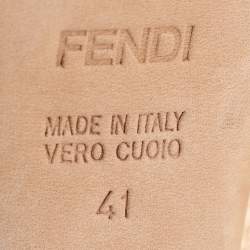 FENDI
MADE IN ITALY
VERO CUOIO
41